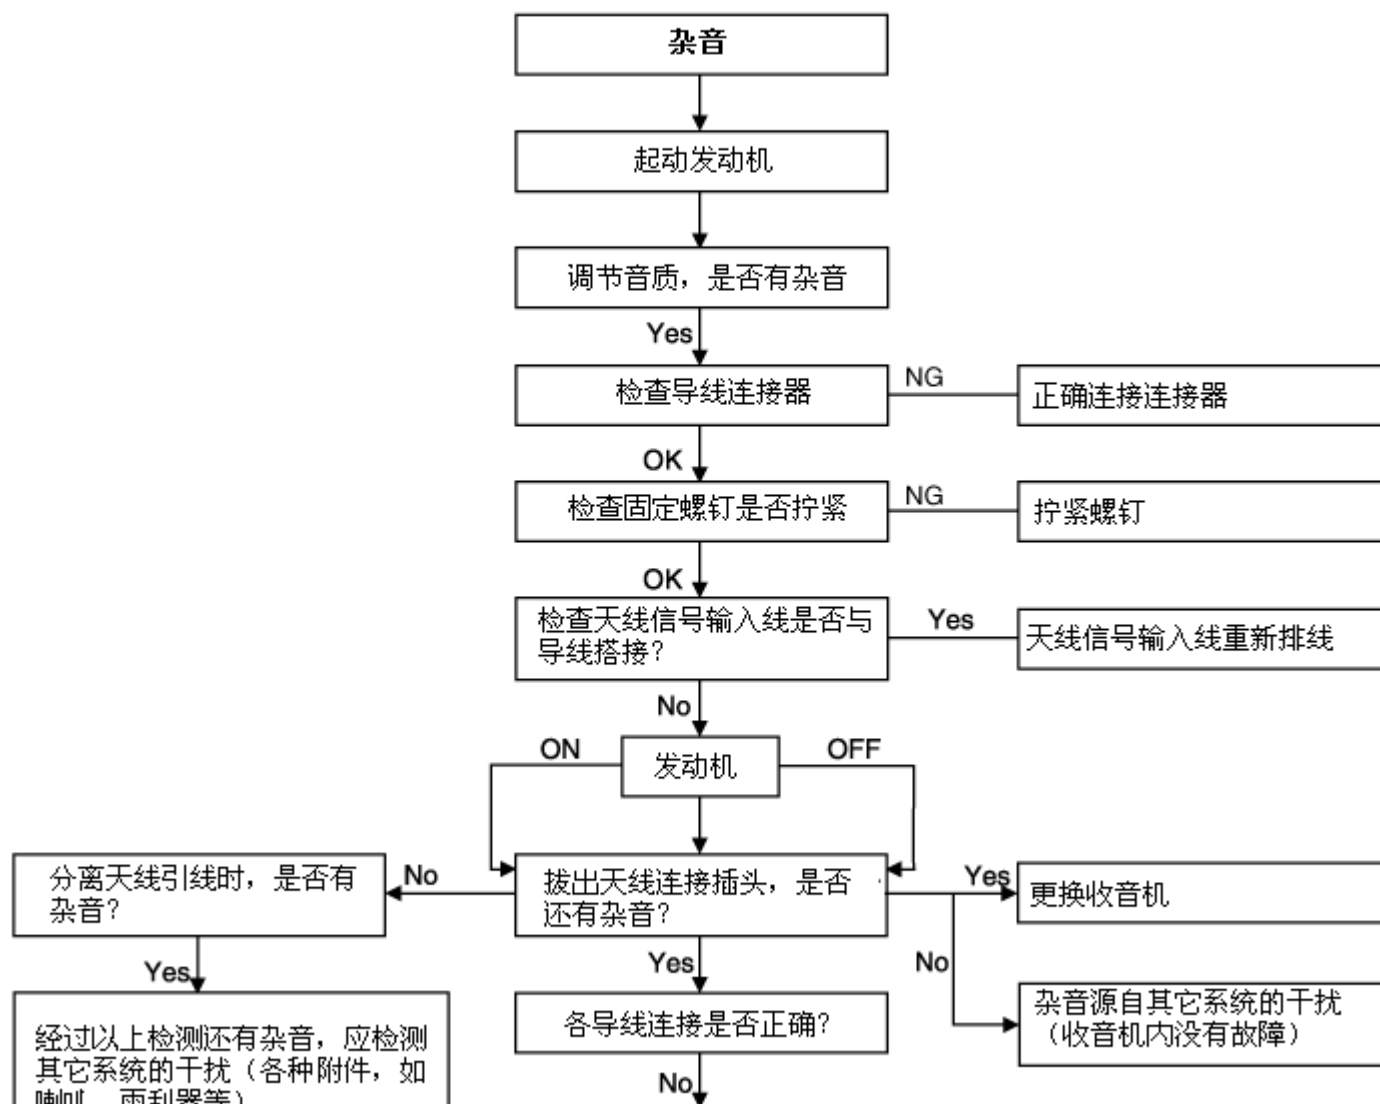 杂音
起动发动机
调节音质，是否有杂音
Yes
检查导线连接器
NG
正确连接连接器
OK
检查固定螺钉是否拧紧
NG
拧紧螺钉
OK
检查天线信号输入线是否与
导线搭接？
Yes
天线信号输入线重新排线
No
ON
发动机
OFF
分离天线引线时，是否有
杂音？
No
拔出天线连接插头，是否
还有杂音？
Yes
更换收音机
Yes
Yes
No
杂音源自其它系统的干扰
（收音机内没有故障）
各导线连接是否正确？
经过以上检测还有杂音，应检测
其它系统的干扰（各种附件，如
喇叭、雨刮器等）
No